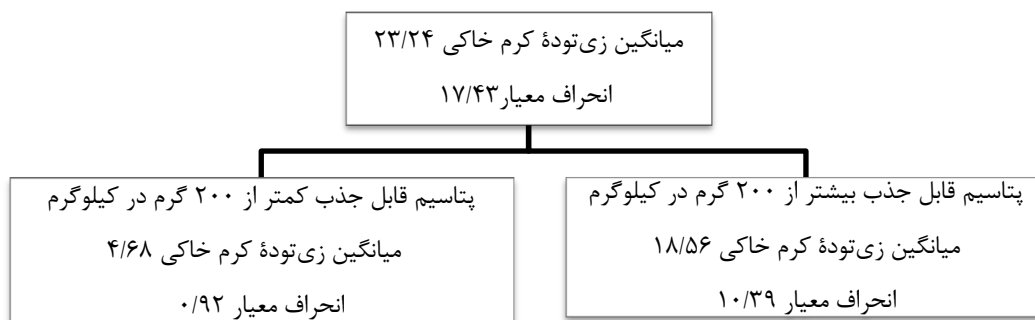 میانگین زی‌تودهٔ کرم خاکی ۲۳/۲۴
انحراف معیار۱۷/۴۳
پتاسیم قابل جذب بیشتر از ۲۰۰ گرم در کیلوگرم
میانگین زی‌تودهٔ کرم خاکی ۱۸/۵۶
انحراف معیار ۱۰/۳۹
پتاسیم قابل جذب کمتر از ۲۰۰ گرم در کیلوگرم
میانگین زی‌تودهٔ کرم خاکی ۴/۶۸
انحراف معیار ۰/۹۲